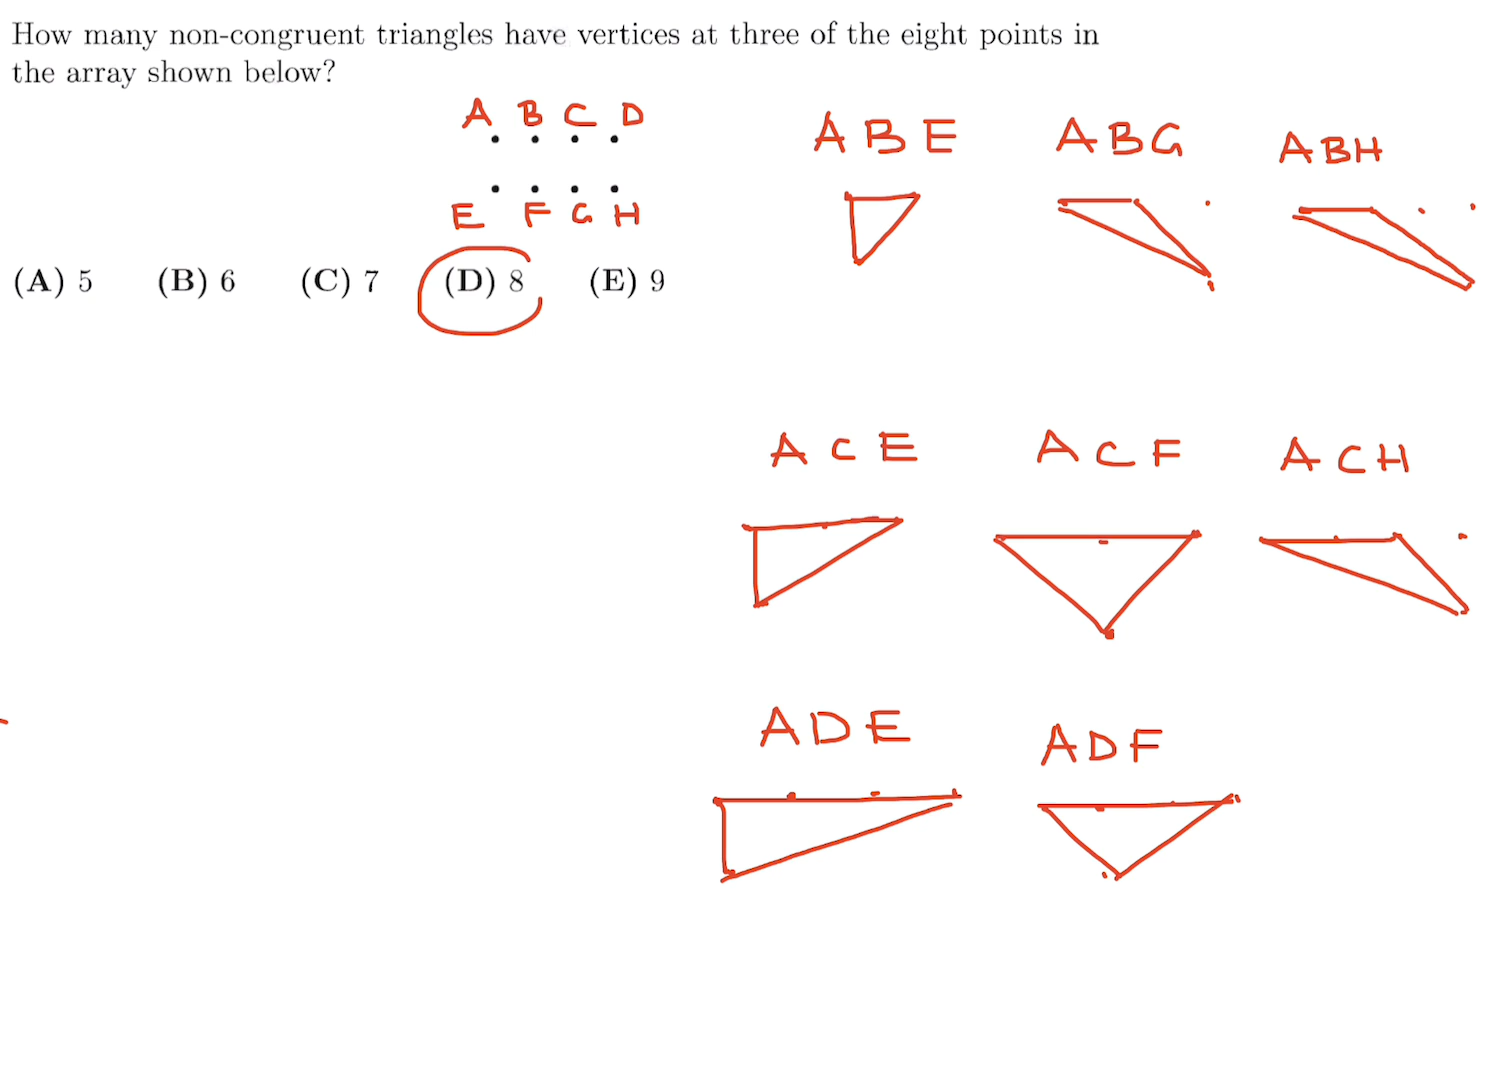 How many non-congruent triangles have vertices at three of the eight points in
the array shown below?
A B C D
E F G H
(A) 5 (B) 6 (C) 7 (D) 8 (E) 9
ABE ABG ABH
ACE ACF ACH
ADE ADF